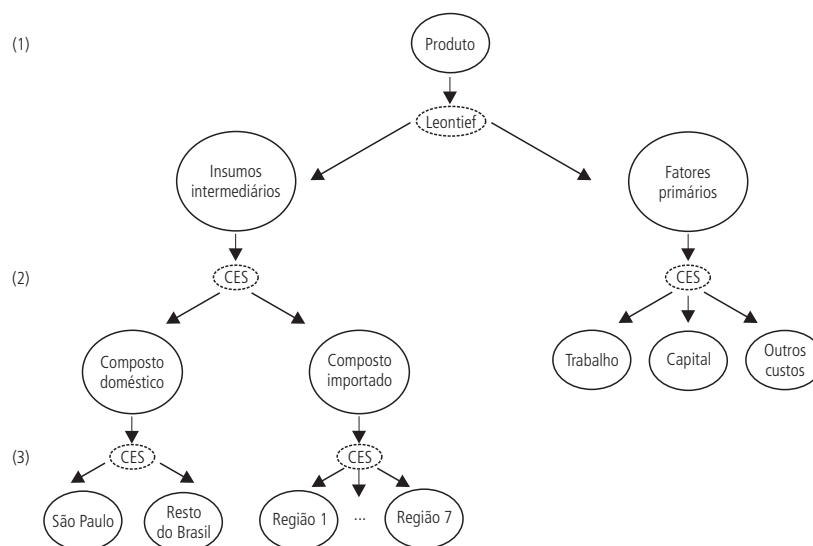 (1)
Produto
Leontief
Insumos
intermediários
Fatores
primários
(2)
CES
CES
Composto
doméstico
Composto
importado
Trabalho
Capital
Outros
custos
(3)
CES
CES
São Paulo
Resto
do Brasil
Região 1
...
Região 7